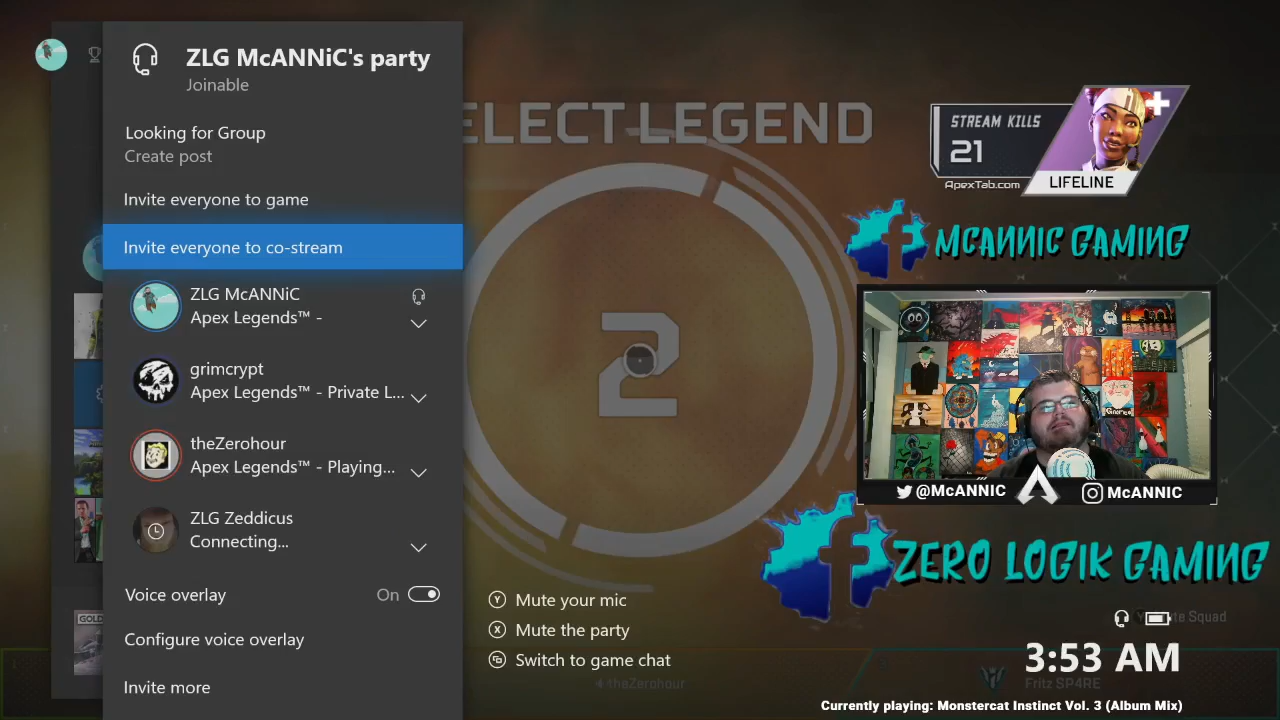 ZLG McANNiC's party
Joinable
Looking for Group
Create post
Invite everyone to game
Invite everyone to co-stream
ZLG McANNiC
Apex Legends™ -
grimcrypt
Apex Legends™ - Private L...
theZerohour
Apex Legends™ - Playing...
ZLG Zeddicus
Connecting...
Voice overlay
On
Configure voice overlay
Invite more
ELECT LEGEND
2
Y Mute your mic
X Mute the party
Switch to game chat
theZerohour
STREAM KILLS
21
ApexTab.com
LIFELINE
MCANNIC GAMING
@McANNIC
McANNIC
ZERO LOGIK GAMING
Squad
3:53 AM
Fritz SP4RE
Currently playing: Monstercat Instinct Vol. 3 (Album Mix)